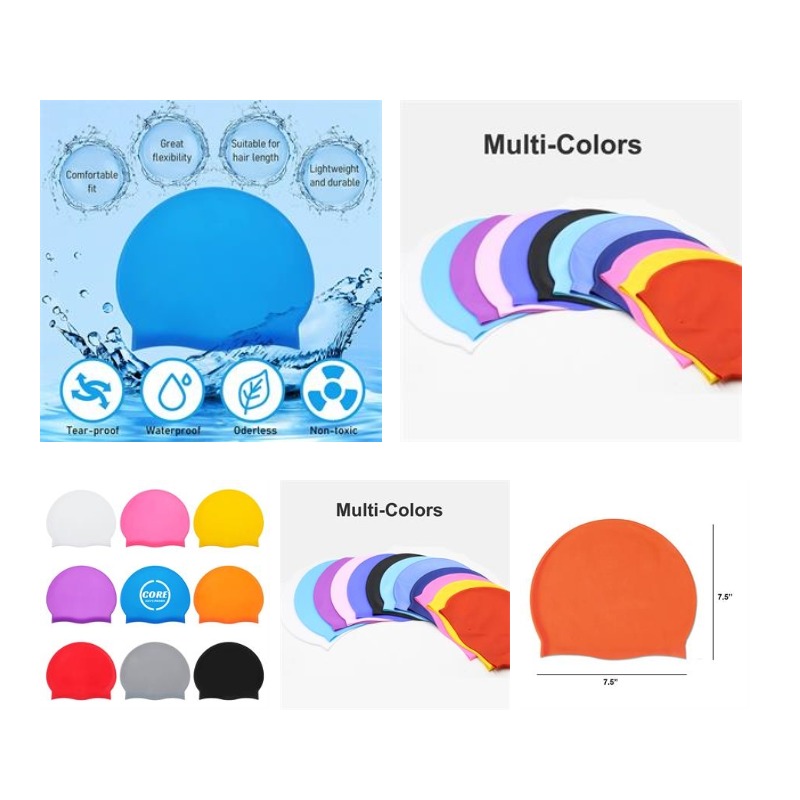 Comfortable
fit
Great
flexibility
Suitable for
hair length
Lightweight
and durable
Tear-proof
Waterproof
Oderless
Non-toxic
Multi-Colors
CORE
Multi-Colors
7.5"
7.5"